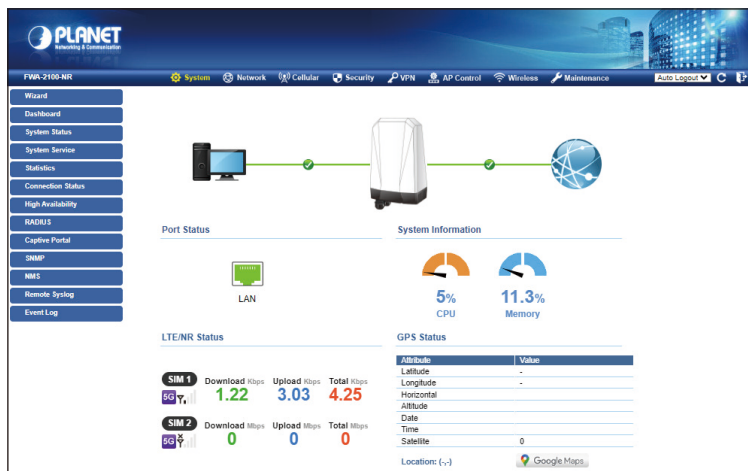 PLANET
Networking & Communication
FWA-2100-NR
System Network Cellular Security VPN AP Control Wireless Maintenance Auto Logout
Wizard
Dashboard
System Status
System Service
Statistics
Connection Status
High Availability
RADIUS
Captive Portal
SNMP
NMS
Remote Syslog
Event Log
Port Status
LAN
System Information
5% 11.3%
CPU Memory
LTE/NR Status
SIM 1 Download Kbps Upload Kbps Total Kbps
5G 1.22 3.03 4.25
SIM 2 Download Mbps Upload Mbps Total Mbps
5G 0 0 0
GPS Status
Attribute Value
Latitude -
Longitude -
Horizontal
Altitude
Date
Time
Satellite 0
Location: (-,-) Google Maps